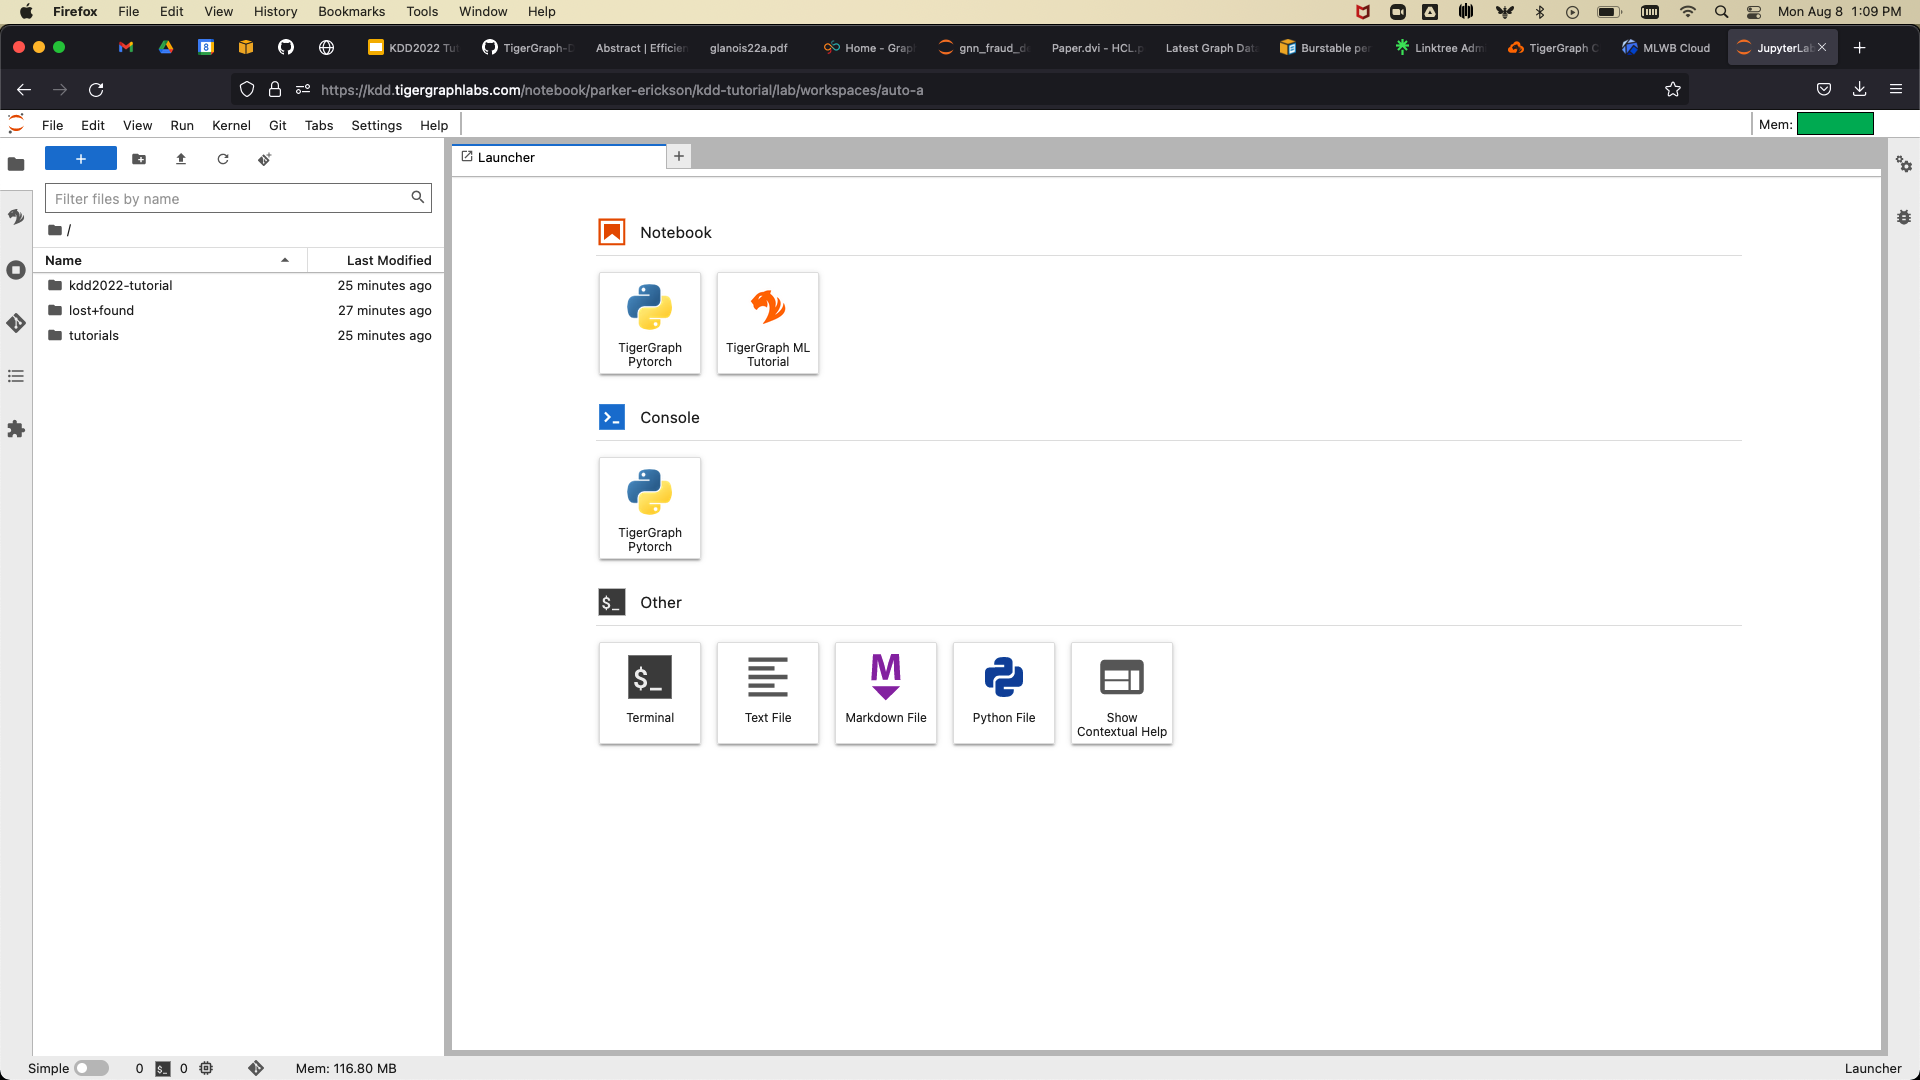 Firefox File Edit View History Bookmarks Tools Window Help Mon Aug 8 1:09 PM
KDD2022 Tu TigerGraph- Abstract | Efficien glanois22a.pdf Home - Grap gnn_fraud_de Paper.dvi - HCL.p Latest Graph Data Burstable per Linktree Adm TigerGraph C MLWB Cloud JupyterLab
https://kdd.tigergraphlabs.com/notebook/parker-erickson/kdd-tutorial/lab/workspaces/auto-a
File Edit View Run Kernel Git Tabs Settings Help Mem:
Launcher
Filter files by name
/
Name Last Modified
kdd2022-tutorial 25 minutes ago
lost+found 27 minutes ago
tutorials 25 minutes ago
Notebook
TigerGraph
Pytorch
TigerGraph ML
Tutorial
Console
TigerGraph
Pytorch
$_ Other
$_
Terminal
Text File
M
Markdown File
Python File
Show
Contextual Help
Simple 0 $_ 0 Mem: 116.80 MB Launcher